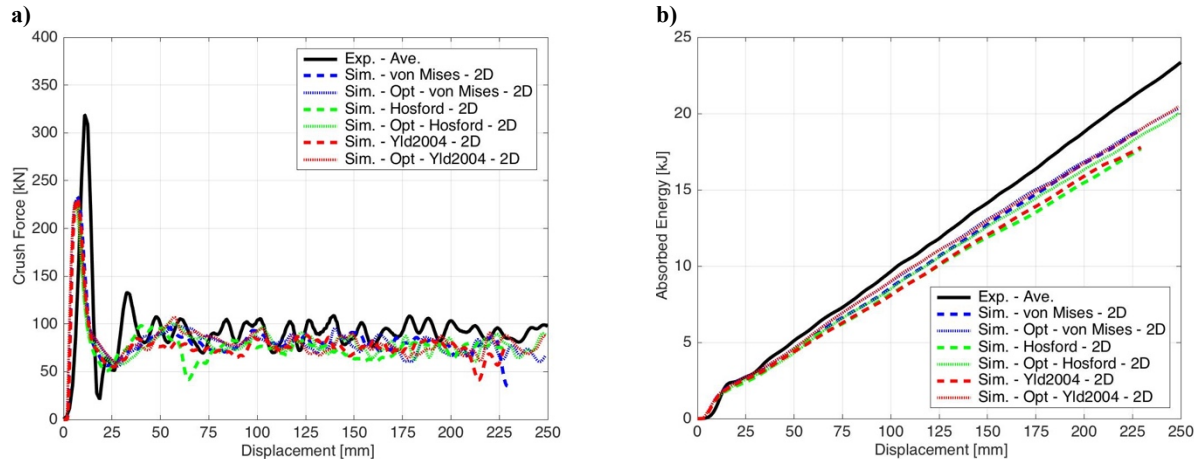 a)
400
350
300
250
200
150
100
50
0
Crush Force [kN]
Exp. - Ave.
Sim. - von Mises - 2D
Sim. - Opt - von Mises - 2D
Sim. - Hosford - 2D
Sim. - Opt - Hosford - 2D
Sim. - Yld2004 - 2D
Sim. - Opt - Yld2004 - 2D
0 25 50 75 100 125 150 175 200 225 250
Displacement [mm]
b)
25
20
15
10
5
0
Absorbed Energy [kJ]
Exp. - Ave.
Sim. - von Mises - 2D
Sim. - Opt - von Mises - 2D
Sim. - Hosford - 2D
Sim. - Opt - Hosford - 2D
Sim. - Yld2004 - 2D
Sim. - Opt - Yld2004 - 2D
0 25 50 75 100 125 150 175 200 225 250
Displacement [mm]